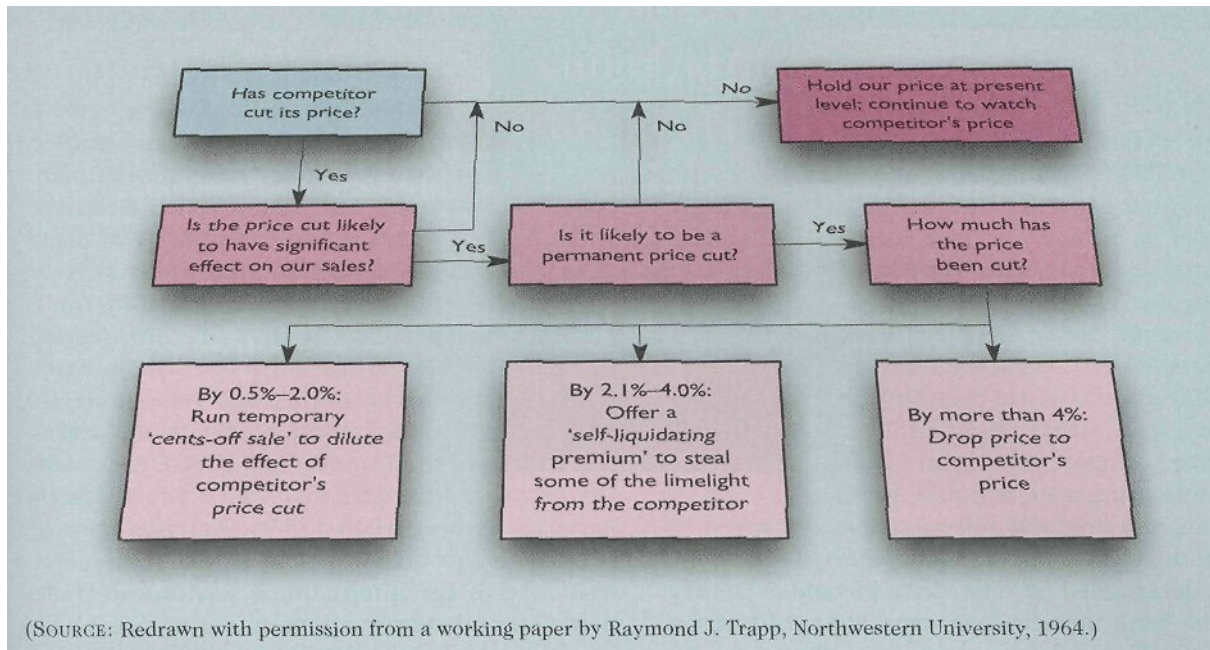 Has competitor
cut its price?
No
Hold our price at present
level; continue to watch
competitor's price
No
No
Yes
Is the price cut likely
to have significant
effect on our sales?
Yes
Is it likely to be a
permanent price cut?
Yes
How much has
the price
been cut?
By 0.5%–2.0%:
Run temporary
'cents-off sale' to dilute
the effect of
competitor's
price cut
By 2.1%–4.0%:
Offer a
'self-liquidating
premium' to steal
some of the limelight
from the competitor
By more than 4%:
Drop price to
competitor's
price
(SOURCE: Redrawn with permission from a working paper by Raymond J. Trapp, Northwestern University, 1964.)